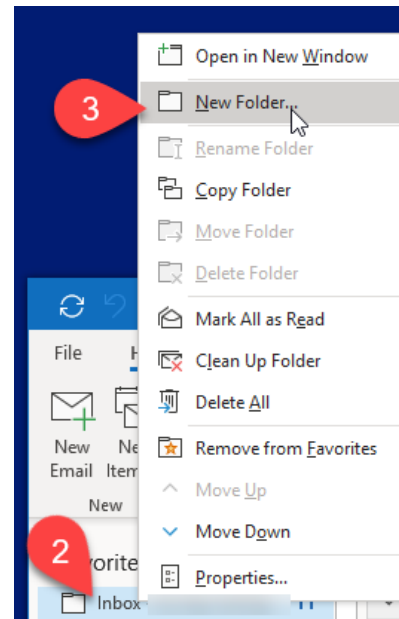 Open in New Window
3
New Folder...
Rename Folder
Copy Folder
Move Folder
Delete Folder
Mark All as Read
File
Clean Up Folder
Delete All
New
Email
New
Remove from Favorites
Move Up
Move Down
2
Properties...
Inbox